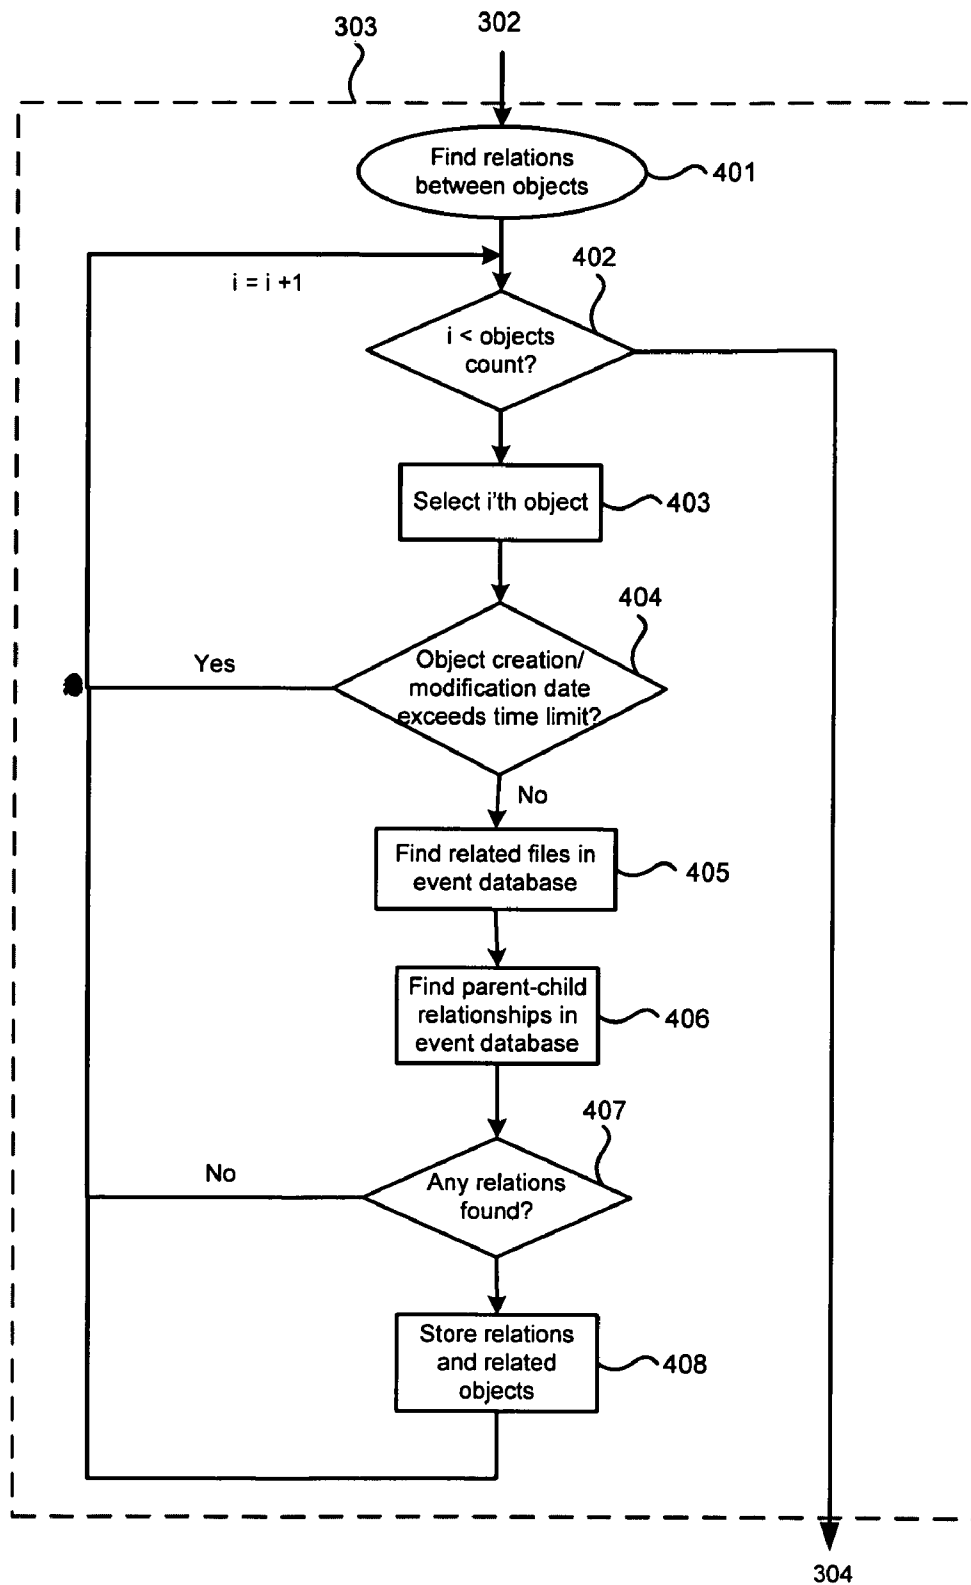 303
302
Find relations
between objects
401
i = i +1
402
i < objects
count?
Select i'th object
403
404
Object creation/
modification date
exceeds time limit?
Yes
No
Find related files in
event database
405
Find parent-child
relationships in
event database
406
407
Any relations
found?
No
Store relations
and related
objects
408
304